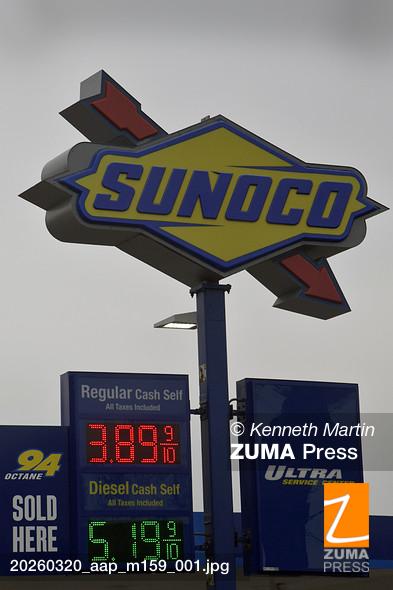 SUNOCO
© Kenneth Martin
ZUMA Press
Regular Cash Self
All Taxes Included
3.89 9/10
94
OCTANE
SOLD
HERE
Diesel Cash Self
All Taxes Included
5.19 9/10
ULTRA
SERVICE CENTER
Z
ZUMA
PRESS
20260320_aap_m159_001.jpg